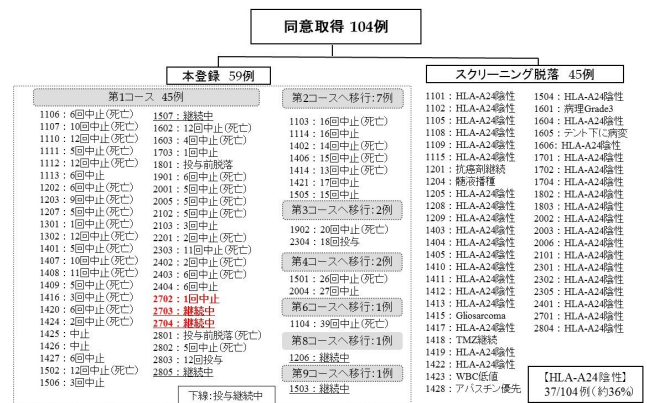 同意取得 104例
本登録 59例
スクリーニング脱落 45例
第1コース 45例
1106：6回中止(死亡)
1107：10回中止(死亡)
1110：12回中止(死亡)
1111：5回中止(死亡)
1112：12回中止(死亡)
1113：6回中止
1202：6回中止(死亡)
1203：9回中止(死亡)
1207：5回中止(死亡)
1301：1回中止(死亡)
1302：12回中止(死亡)
1401：5回中止(死亡)
1407：10回中止(死亡)
1408：11回中止(死亡)
1409：5回中止(死亡)
1416：3回中止(死亡)
1420：6回中止(死亡)
1424：2回中止(死亡)
1425：中止
1426：中止
1427：6回中止
1502：12回中止(死亡)
1506：3回中止
1507：継続中
1602：12回中止(死亡)
1603：4回中止(死亡)
1703：1回中止
1801：投与前脱落
1901：6回中止(死亡)
2001：5回中止(死亡)
2005：5回中止(死亡)
2102：5回中止(死亡)
2103：3回中止
2201：2回中止(死亡)
2303：11回中止(死亡)
2402：2回中止(死亡)
2403：6回中止(死亡)
2404：6回中止
2702：1回中止
2703：継続中
2704：継続中
2801：投与前脱落(死亡)
2802：5回中止(死亡)
2803：12回投与
2805：継続中
第2コースへ移行：7例
1103：16回中止(死亡)
1114：16回中止
1402：14回中止(死亡)
1406：15回中止(死亡)
1414：13回中止(死亡)
1421：17回中止
1505：15回中止
第3コースへ移行：2例
1902：20回中止(死亡)
2304：18回投与
第4コースへ移行：2例
1501：26回中止(死亡)
2004：27回中止
第6コースへ移行：1例
1104：39回中止(死亡)
第8コースへ移行：1例
1206：継続中
第9コースへ移行：1例
1503：継続中
下線：投与継続中
1101：HLA-A24陰性
1102：HLA-A24陰性
1105：HLA-A24陰性
1108：HLA-A24陰性
1109：HLA-A24陰性
1115：HLA-A24陰性
1201：抗癌剤継続
1204：髄液播種
1205：HLA-A24陰性
1208：HLA-A24陰性
1209：HLA-A24陰性
1403：HLA-A24陰性
1404：HLA-A24陰性
1405：HLA-A24陰性
1410：HLA-A24陰性
1411：HLA-A24陰性
1412：HLA-A24陰性
1413：HLA-A24陰性
1415：Gliosarcoma
1417：HLA-A24陰性
1418：TMZ継続
1419：HLA-A24陰性
1422：HLA-A24陰性
1423：WBC低値
1428：アバスチン優先
1504：HLA-A24陰性
1601：病理Grade3
1604：HLA-A24陰性
1605：テント下に病変
1606：HLA-A24陰性
1701：HLA-A24陰性
1702：HLA-A24陰性
1704：HLA-A24陰性
1802：HLA-A24陰性
1803：HLA-A24陰性
2002：HLA-A24陰性
2003：HLA-A24陰性
2006：HLA-A24陰性
2101：HLA-A24陰性
2301：HLA-A24陰性
2302：HLA-A24陰性
2305：HLA-A24陰性
2401：HLA-A24陰性
2701：HLA-A24陰性
2804：HLA-A24陰性
【HLA-A24陰性】
37/104例(約36%)